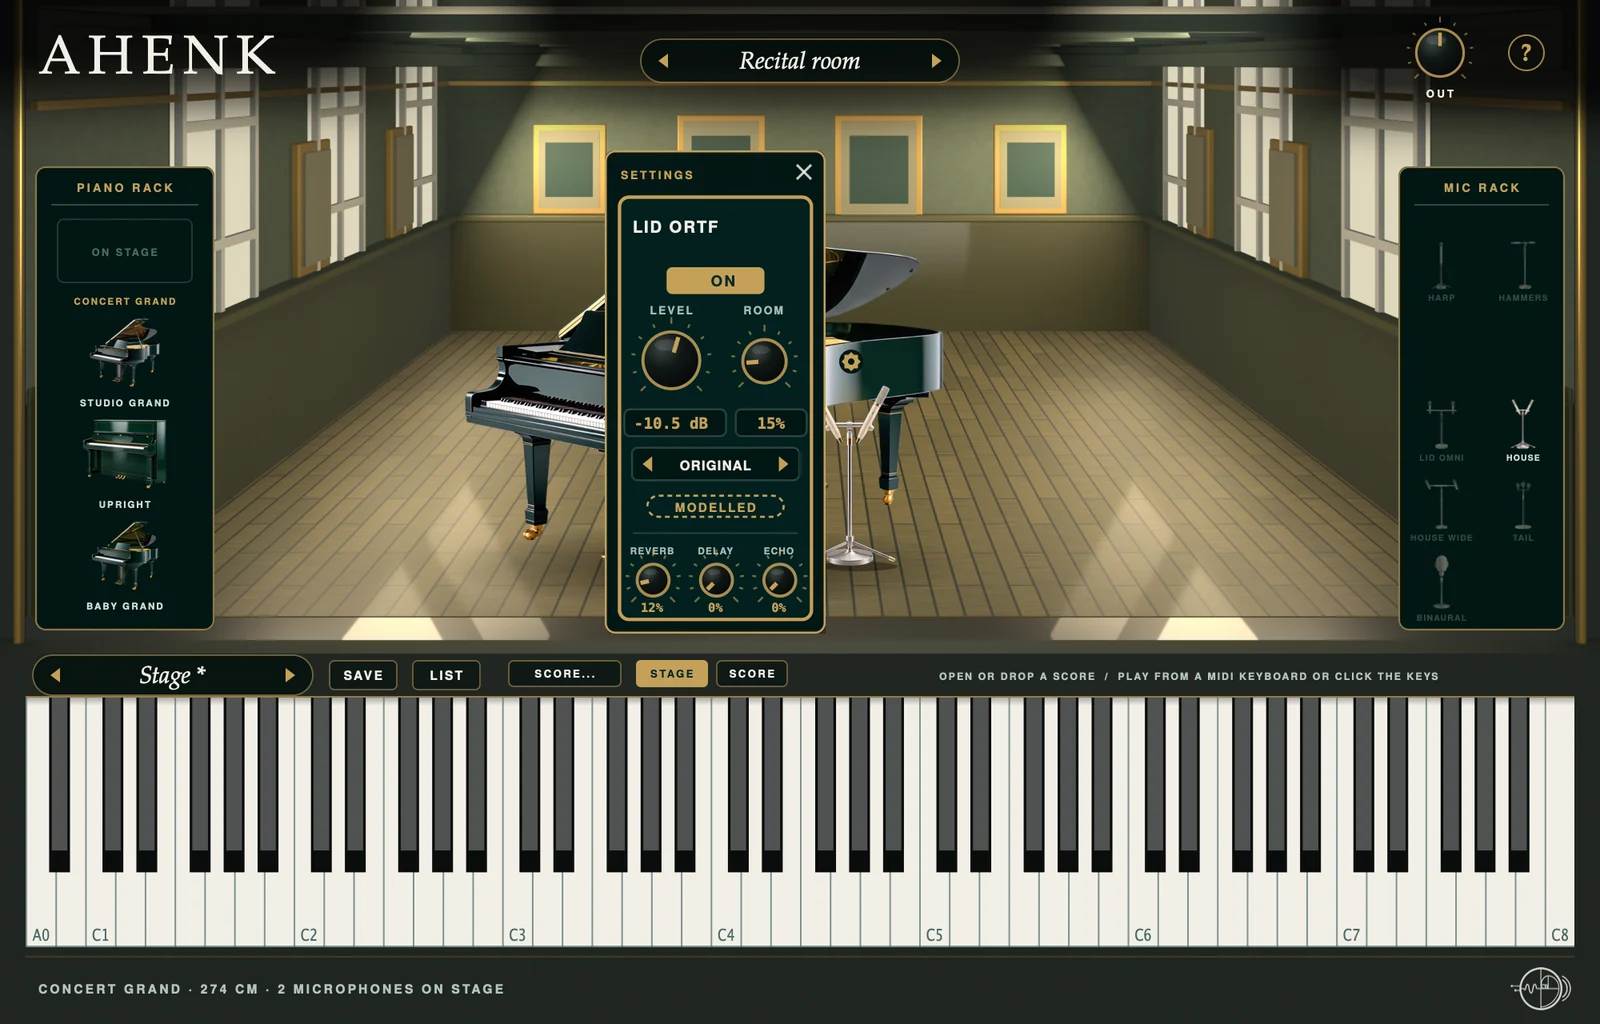 AHENK
Recital room
OUT
?
PIANO RACK
ON STAGE
CONCERT GRAND
STUDIO GRAND
UPRIGHT
BABY GRAND
SETTINGS
LID ORTF
ON
LEVEL
ROOM
-10.5 dB
15%
ORIGINAL
MODELLED
REVERB
DELAY
ECHO
12%
0%
0%
MIC RACK
HARP
HAMMERS
LID OMNI
HOUSE
HOUSE WIDE
TAIL
BINAURAL
Stage *
SAVE
LIST
SCORE...
STAGE
SCORE
OPEN OR DROP A SCORE / PLAY FROM A MIDI KEYBOARD OR CLICK THE KEYS
A0
C1
C2
C3
C4
C5
C6
C7
C8
CONCERT GRAND · 274 CM · 2 MICROPHONES ON STAGE